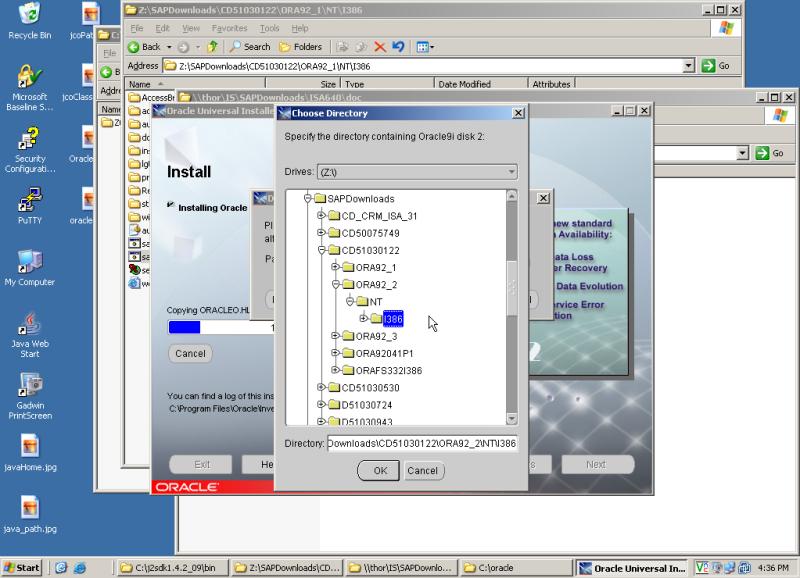 Recycle Bin
jcoPat
Microsoft Baseline S...
jcoClass
Security Configurati...
Oracle
PuTTY
oracle
My Computer
Java Web Start
Gadwin PrintScreen
javaHome.jpg
java_path.jpg
Z:\SAPDownloads\CD51030122\ORA92_1\NT\I386
File Edit View Favorites Tools Help
Back Search Folders
Address Z:\SAPDownloads\CD51030122\ORA92_1\NT\I386 Go
Name Size Type Date Modified Attributes
AccessBr
\\thor\IS\SAPDownloads\ISA640\doc
Go
Oracle Universal Installe
Install
Installing Oracle
Copying ORACLEO.HL
Cancel
You can find a log of this ins
C:\Program Files\Oracle\Inve
Exit He Next
ORACLE
new standard
Availability:
ata Loss
er Recovery
Data Evolution
rvice Error
tion
Choose Directory
Specify the directory containing Oracle9i disk 2:
Drives: (Z:\)
SAPDownloads
CD_CRM_ISA_31
CD50075749
CD51030122
ORA92_1
ORA92_2
NT
I386
ORA92_3
ORA92041P1
ORAFS332I386
CD51030530
D51030724
D51030943
Directory: Downloads\CD51030122\ORA92_2\NT\I386
OK Cancel
Start C:\j2sdk1.4.2_09\bin Z:\SAPDownloads\CD... \\thor\IS\SAPDownlo... C:\oracle Oracle Universal In... 4:36 PM